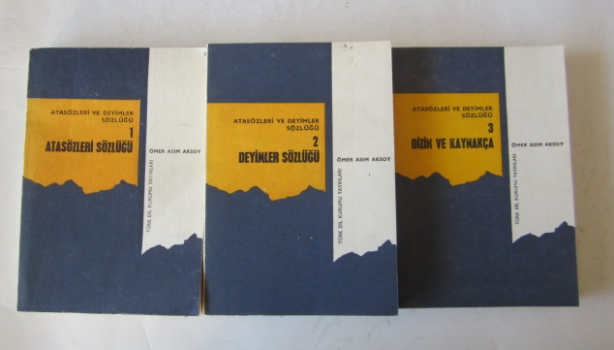 ATASÖZLERİ VE DEYİMLER
SÖZLÜĞÜ
1
ATASÖZLERİ SÖZLÜĞÜ
ÖMER ASIM AKSOY
TÜRK DİL KURUMU YAYINLARI
ATASÖZLERİ VE DEYİMLER
SÖZLÜĞÜ
2
DEYİMLER SÖZLÜĞÜ
ÖMER ASIM AKSOY
TÜRK DİL KURUMU YAYINLARI
ATASÖZLERİ VE DEYİMLER
SÖZLÜĞÜ
3
DİZİN VE KAYNAKÇA
ÖMER ASIM AKSOY
TÜRK DİL KURUMU YAYINLARI